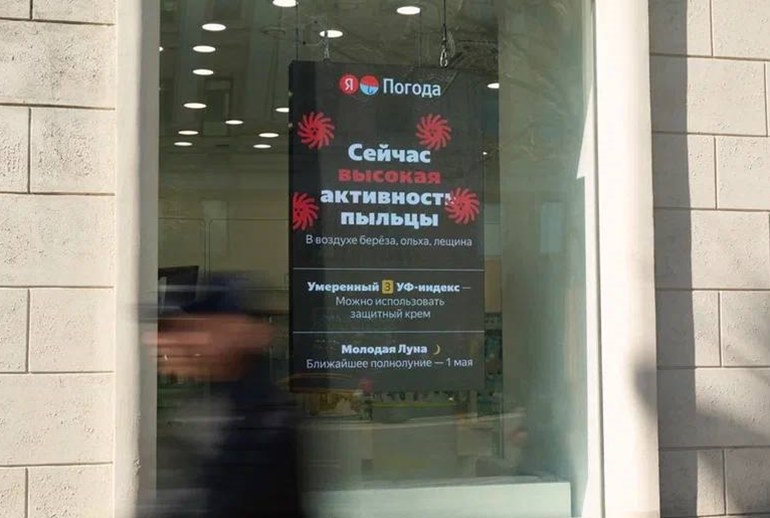 Я Погода
Сейчас
высокая
активность
пыльцы
В воздухе берёза, ольха, лещина
Умеренный 3 УФ-индекс —
Можно использовать
защитный крем
Молодая Луна
Ближайшее полнолуние — 1 мая